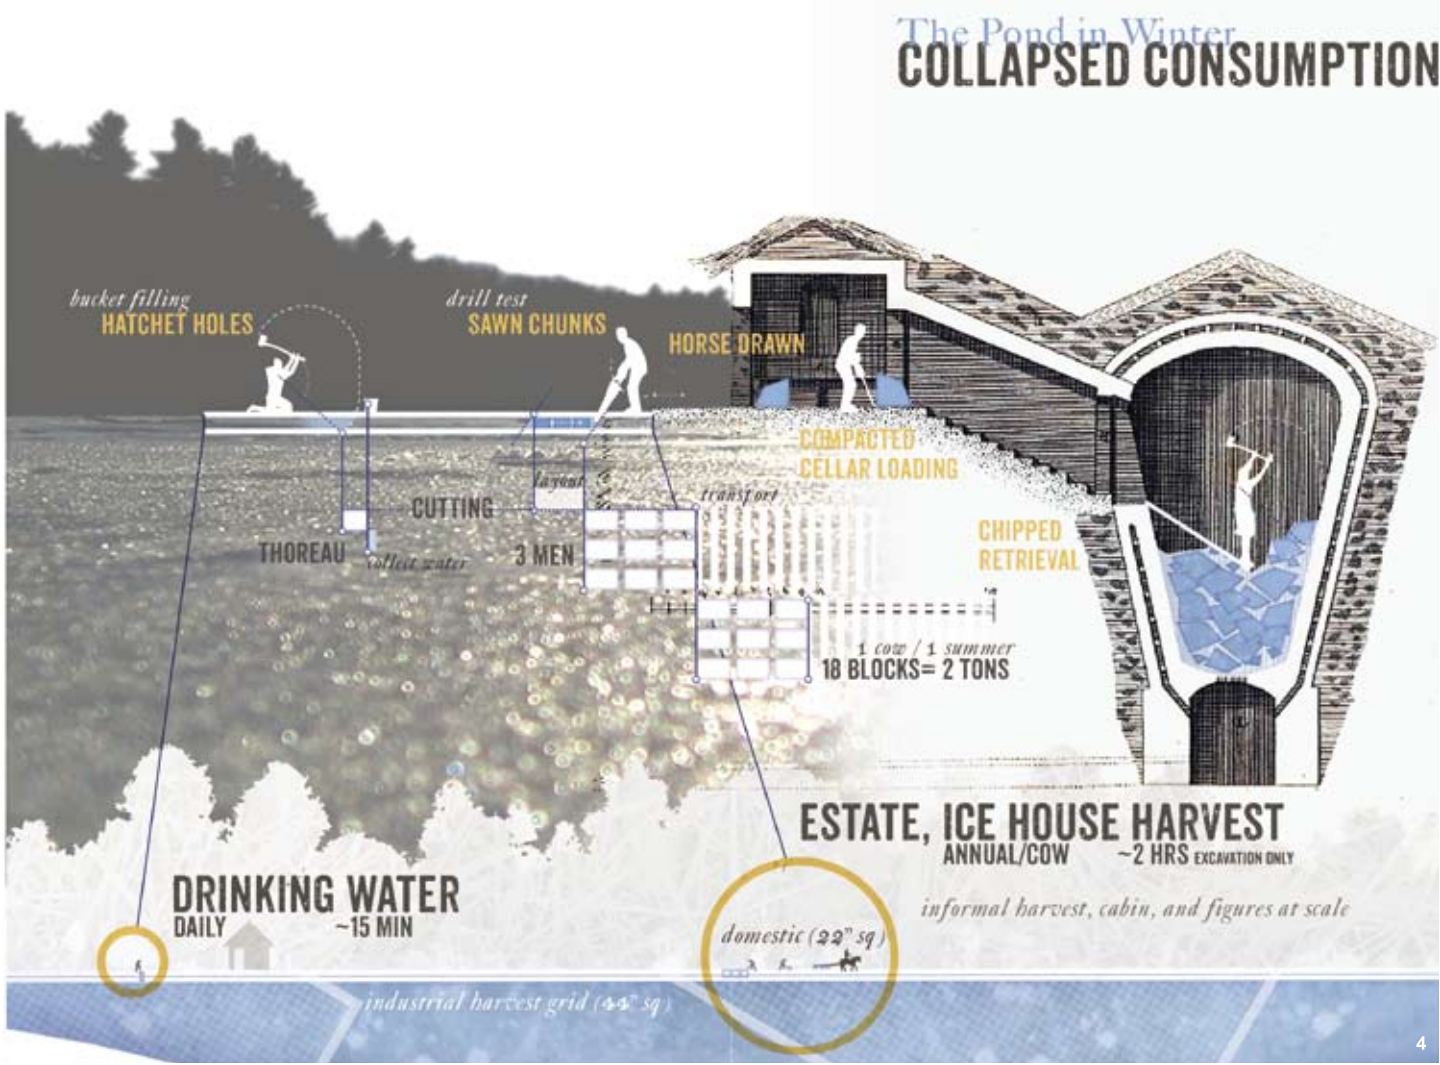 The Pond in Winter
COLLAPSED CONSUMPTION
bucket filling
HATCHET HOLES
drill test
SAWN CHUNKS
HORSE DRAWN
COMPACTED
CELLAR LOADING
layout
transport
CUTTING
THOREAU
collect water
3 MEN
CHIPPED
RETRIEVAL
1 cow / 1 summer
18 BLOCKS= 2 TONS
ESTATE, ICE HOUSE HARVEST
ANNUAL/COW ~2 HRS EXCAVATION ONLY
DRINKING WATER
DAILY ~15 MIN
informal harvest, cabin, and figures at scale
domestic (22" sq)
industrial harvest grid (44" sq)
4